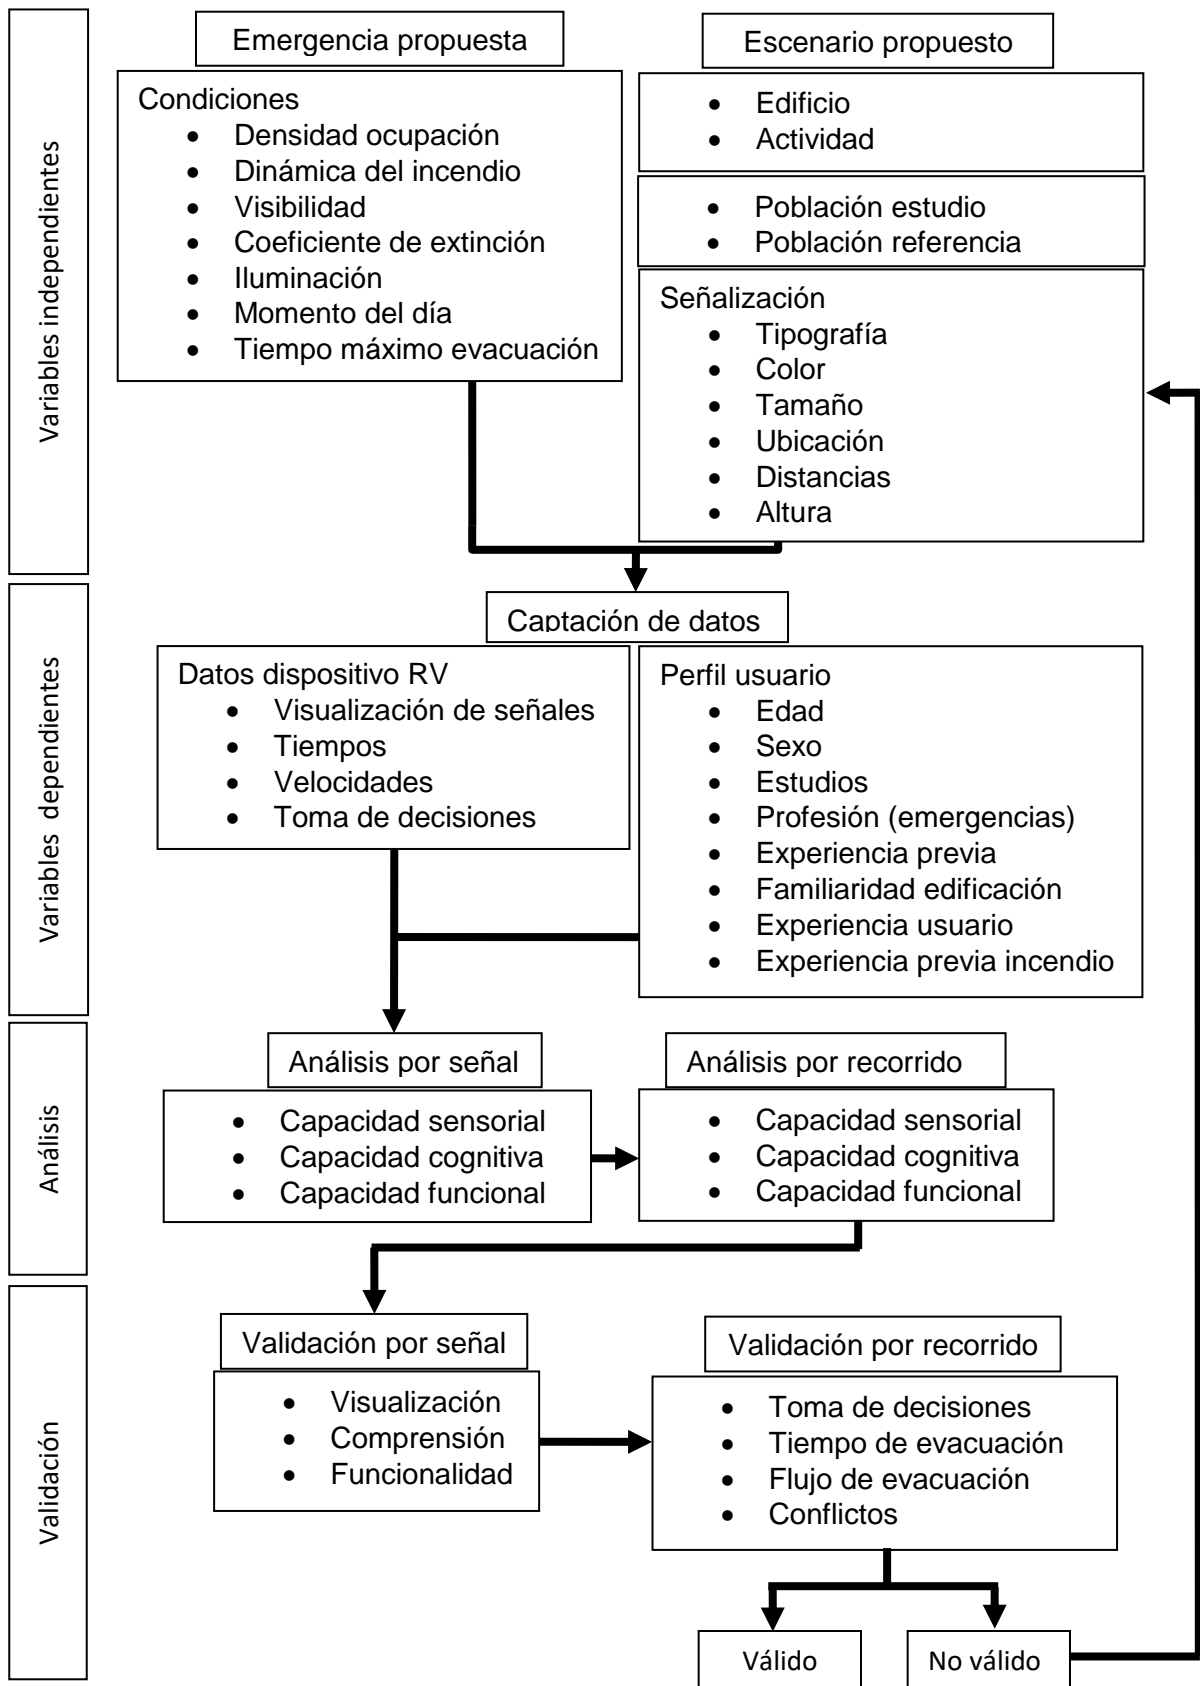 Variables independientes
Emergencia propuesta
Condiciones
• Densidad ocupación
• Dinámica del incendio
• Visibilidad
• Coeficiente de extinción
• Iluminación
• Momento del día
• Tiempo máximo evacuación
Escenario propuesto
• Edificio
• Actividad
• Población estudio
• Población referencia
Señalización
• Tipografía
• Color
• Tamaño
• Ubicación
• Distancias
• Altura
Variables dependientes
Captación de datos
Datos dispositivo RV
• Visualización de señales
• Tiempos
• Velocidades
• Toma de decisiones
Perfil usuario
• Edad
• Sexo
• Estudios
• Profesión (emergencias)
• Experiencia previa
• Familiaridad edificación
• Experiencia usuario
• Experiencia previa incendio
Análisis
Análisis por señal
• Capacidad sensorial
• Capacidad cognitiva
• Capacidad funcional
Análisis por recorrido
• Capacidad sensorial
• Capacidad cognitiva
• Capacidad funcional
Validación
Validación por señal
• Visualización
• Comprensión
• Funcionalidad
Validación por recorrido
• Toma de decisiones
• Tiempo de evacuación
• Flujo de evacuación
• Conflictos
Válido
No válido